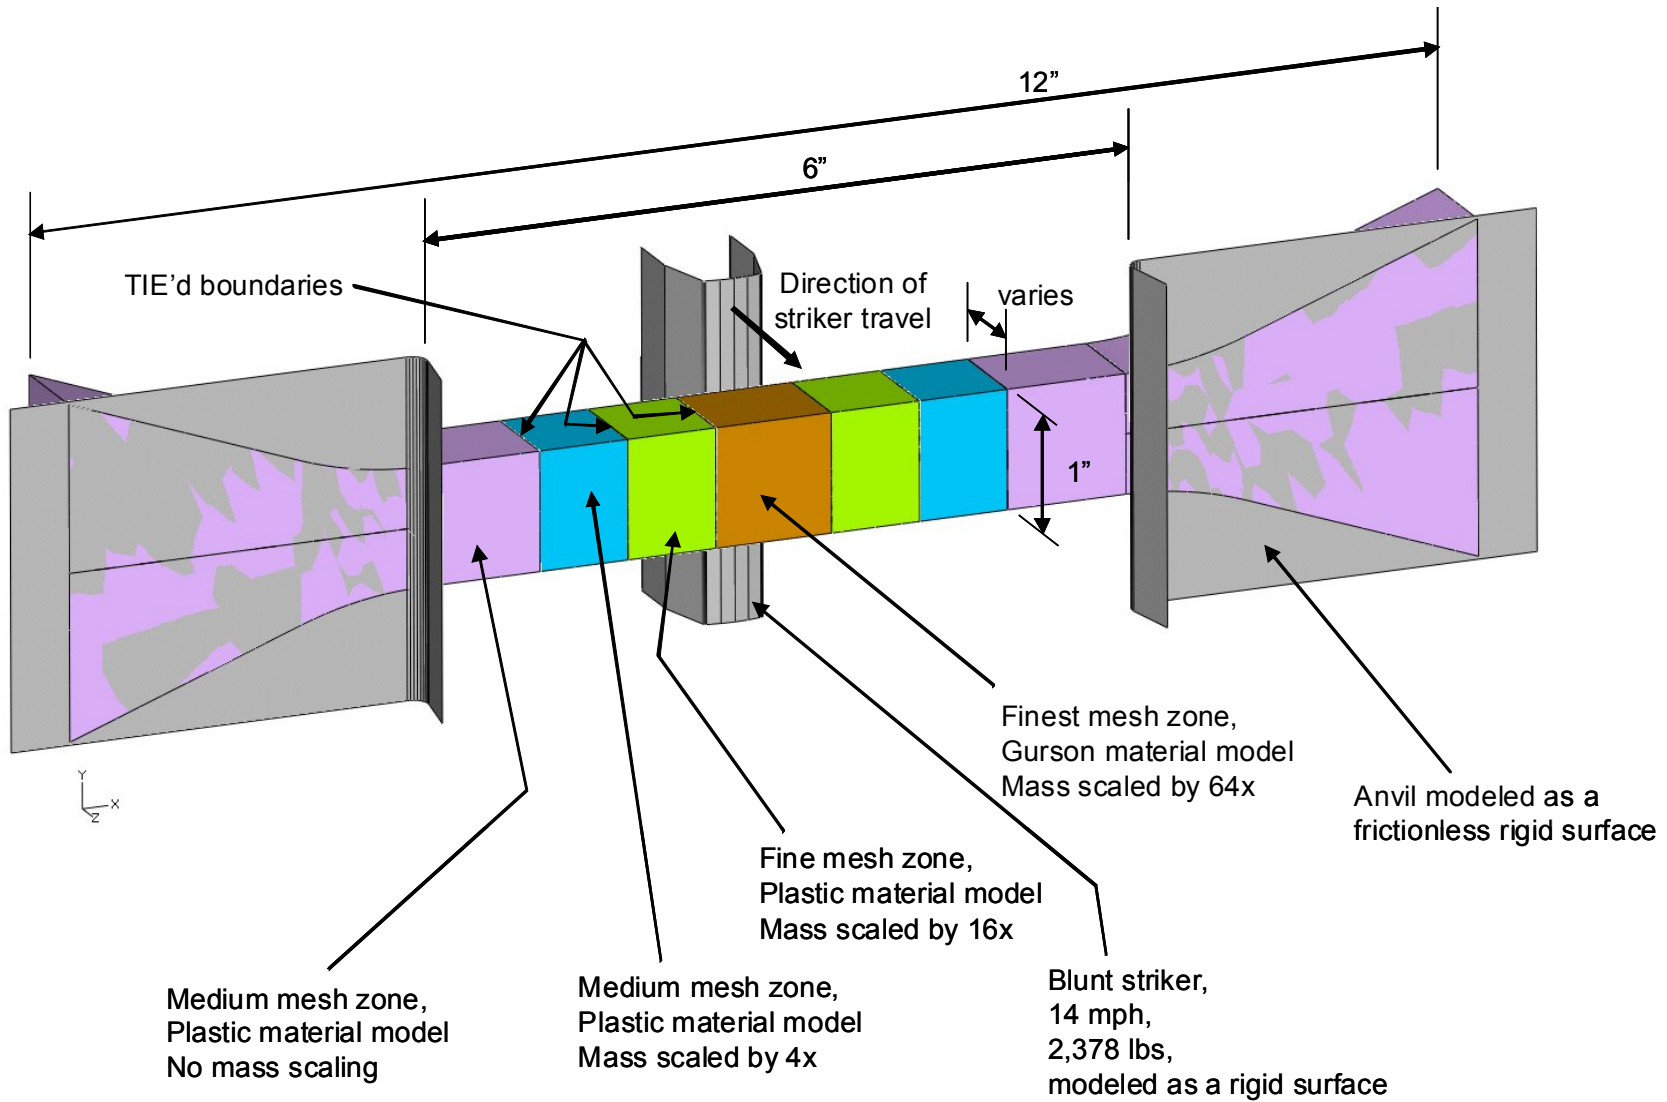 12”
6”
TIE’d boundaries
Direction of
striker travel
varies
1”
Finest mesh zone,
Gurson material model
Mass scaled by 64x
Anvil modeled as a
frictionless rigid surface
Y
X
Z
Fine mesh zone,
Plastic material model
Mass scaled by 16x
Medium mesh zone,
Plastic material model
No mass scaling
Medium mesh zone,
Plastic material model
Mass scaled by 4x
Blunt striker,
14 mph,
2,378 lbs,
modeled as a rigid surface